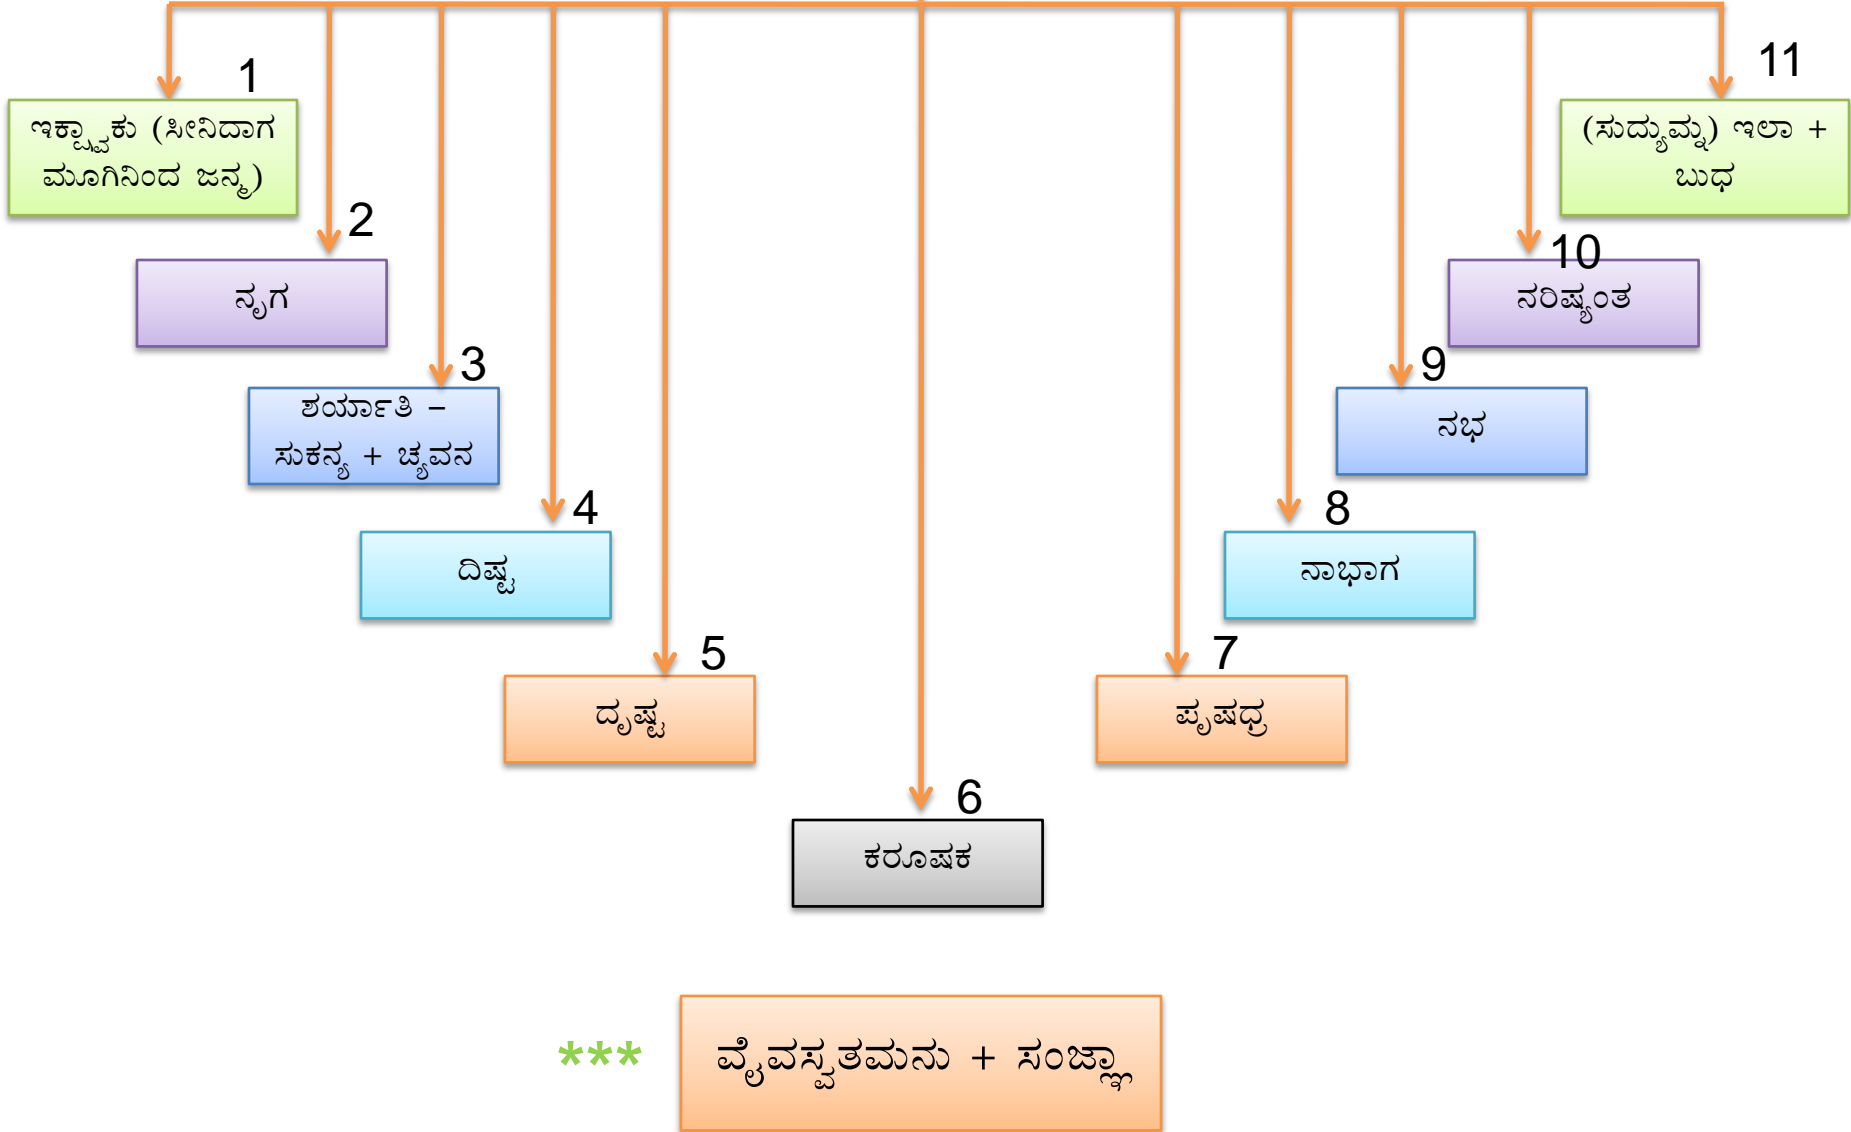 1
ಇಕ್ಷ್ವಾಕು (ಸೀನಿದಾಗ
ಮೂಗಿನಿಂದ ಜನ್ಮ)
2
ನೃಗ
3
ಶರ್ಯಾತಿ –
ಸುಕನ್ಯ + ಚ್ಯವನ
4
ದಿಷ್ಟ
5
ದೃಷ್ಟ
6
ಕರೂಷಕ
7
ಪೃಷಧ್ರ
8
ನಾಭಾಗ
9
ನಭ
10
ನರಿಷ್ಯಂತ
11
(ಸುದ್ಯುಮ್ನ) ಇಲಾ +
ಬುಧ
*** ವೈವಸ್ವತಮನು + ಸಂಜ್ಞಾ